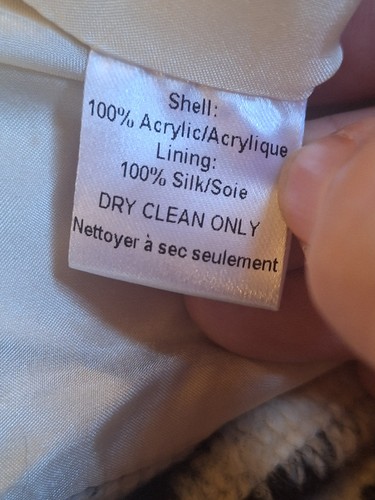 Shell:
100% Acrylic/Acrylique
Lining:
100% Silk/Soie
DRY CLEAN ONLY
Nettoyer à sec seulement